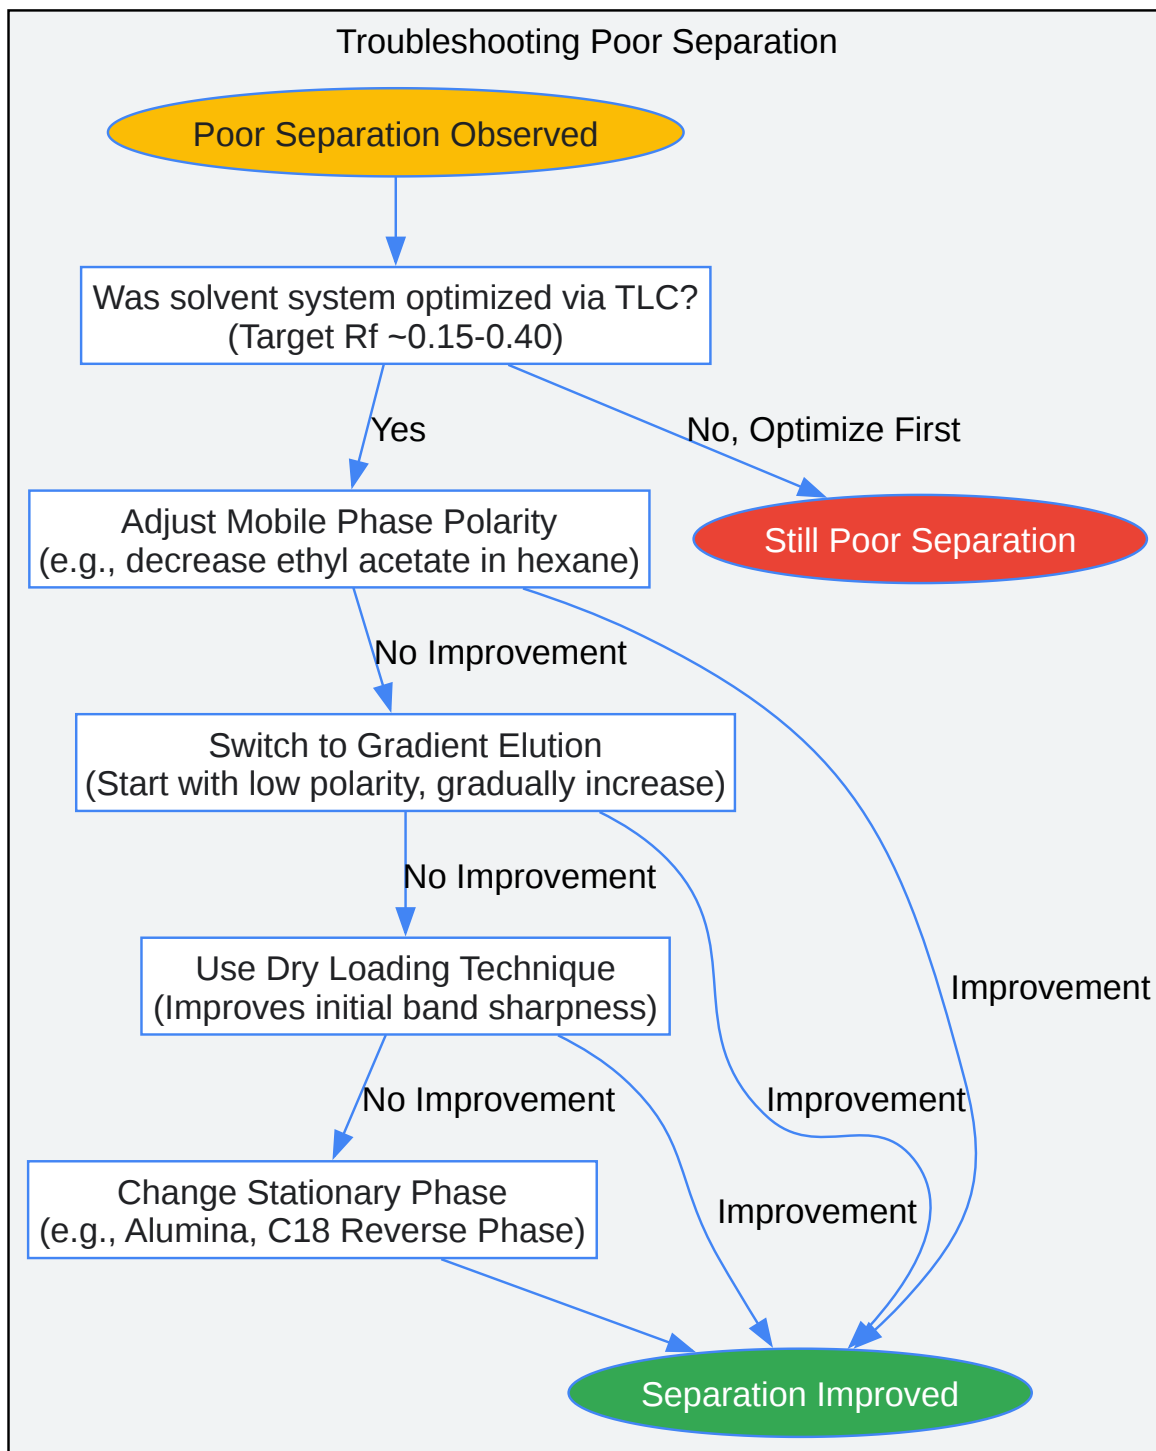 Troubleshooting Poor Separation
Poor Separation Observed
Was solvent system optimized via TLC?
(Target Rf ~0.15-0.40)
Yes
No, Optimize First
Adjust Mobile Phase Polarity
(e.g., decrease ethyl acetate in hexane)
Still Poor Separation
No Improvement
Switch to Gradient Elution
(Start with low polarity, gradually increase)
No Improvement
Use Dry Loading Technique
(Improves initial band sharpness)
Improvement
No Improvement
Improvement
Change Stationary Phase
(e.g., Alumina, C18 Reverse Phase)
Improvement
Separation Improved